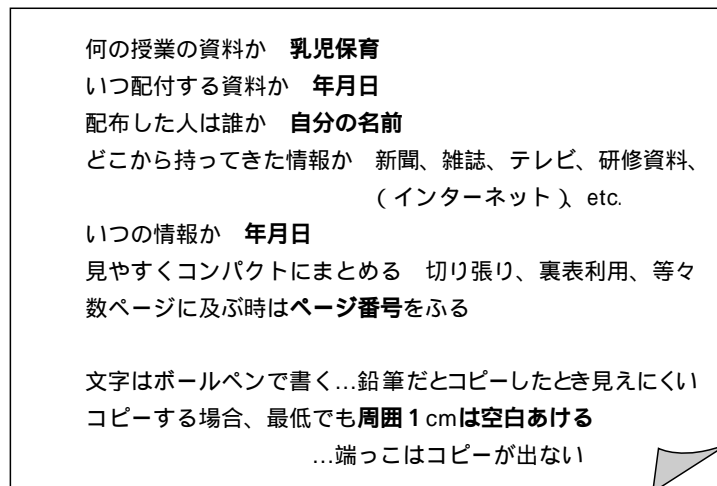 何の授業の資料か　乳児保育
いつ配付する資料か　年月日
配布した人は誰か　自分の名前
どこから持ってきた情報か　新聞、雑誌、テレビ、研修資料、
（インターネット）、etc.
いつの情報か　年月日
見やすくコンパクトにまとめる　切り張り、裏表利用、等々
数ページに及ぶ時はページ番号をふる
文字はボールペンで書く…鉛筆だとコピーしたとき見えにくい
コピーする場合、最低でも周囲１cmは空白あける
…端っこはコピーが出ない